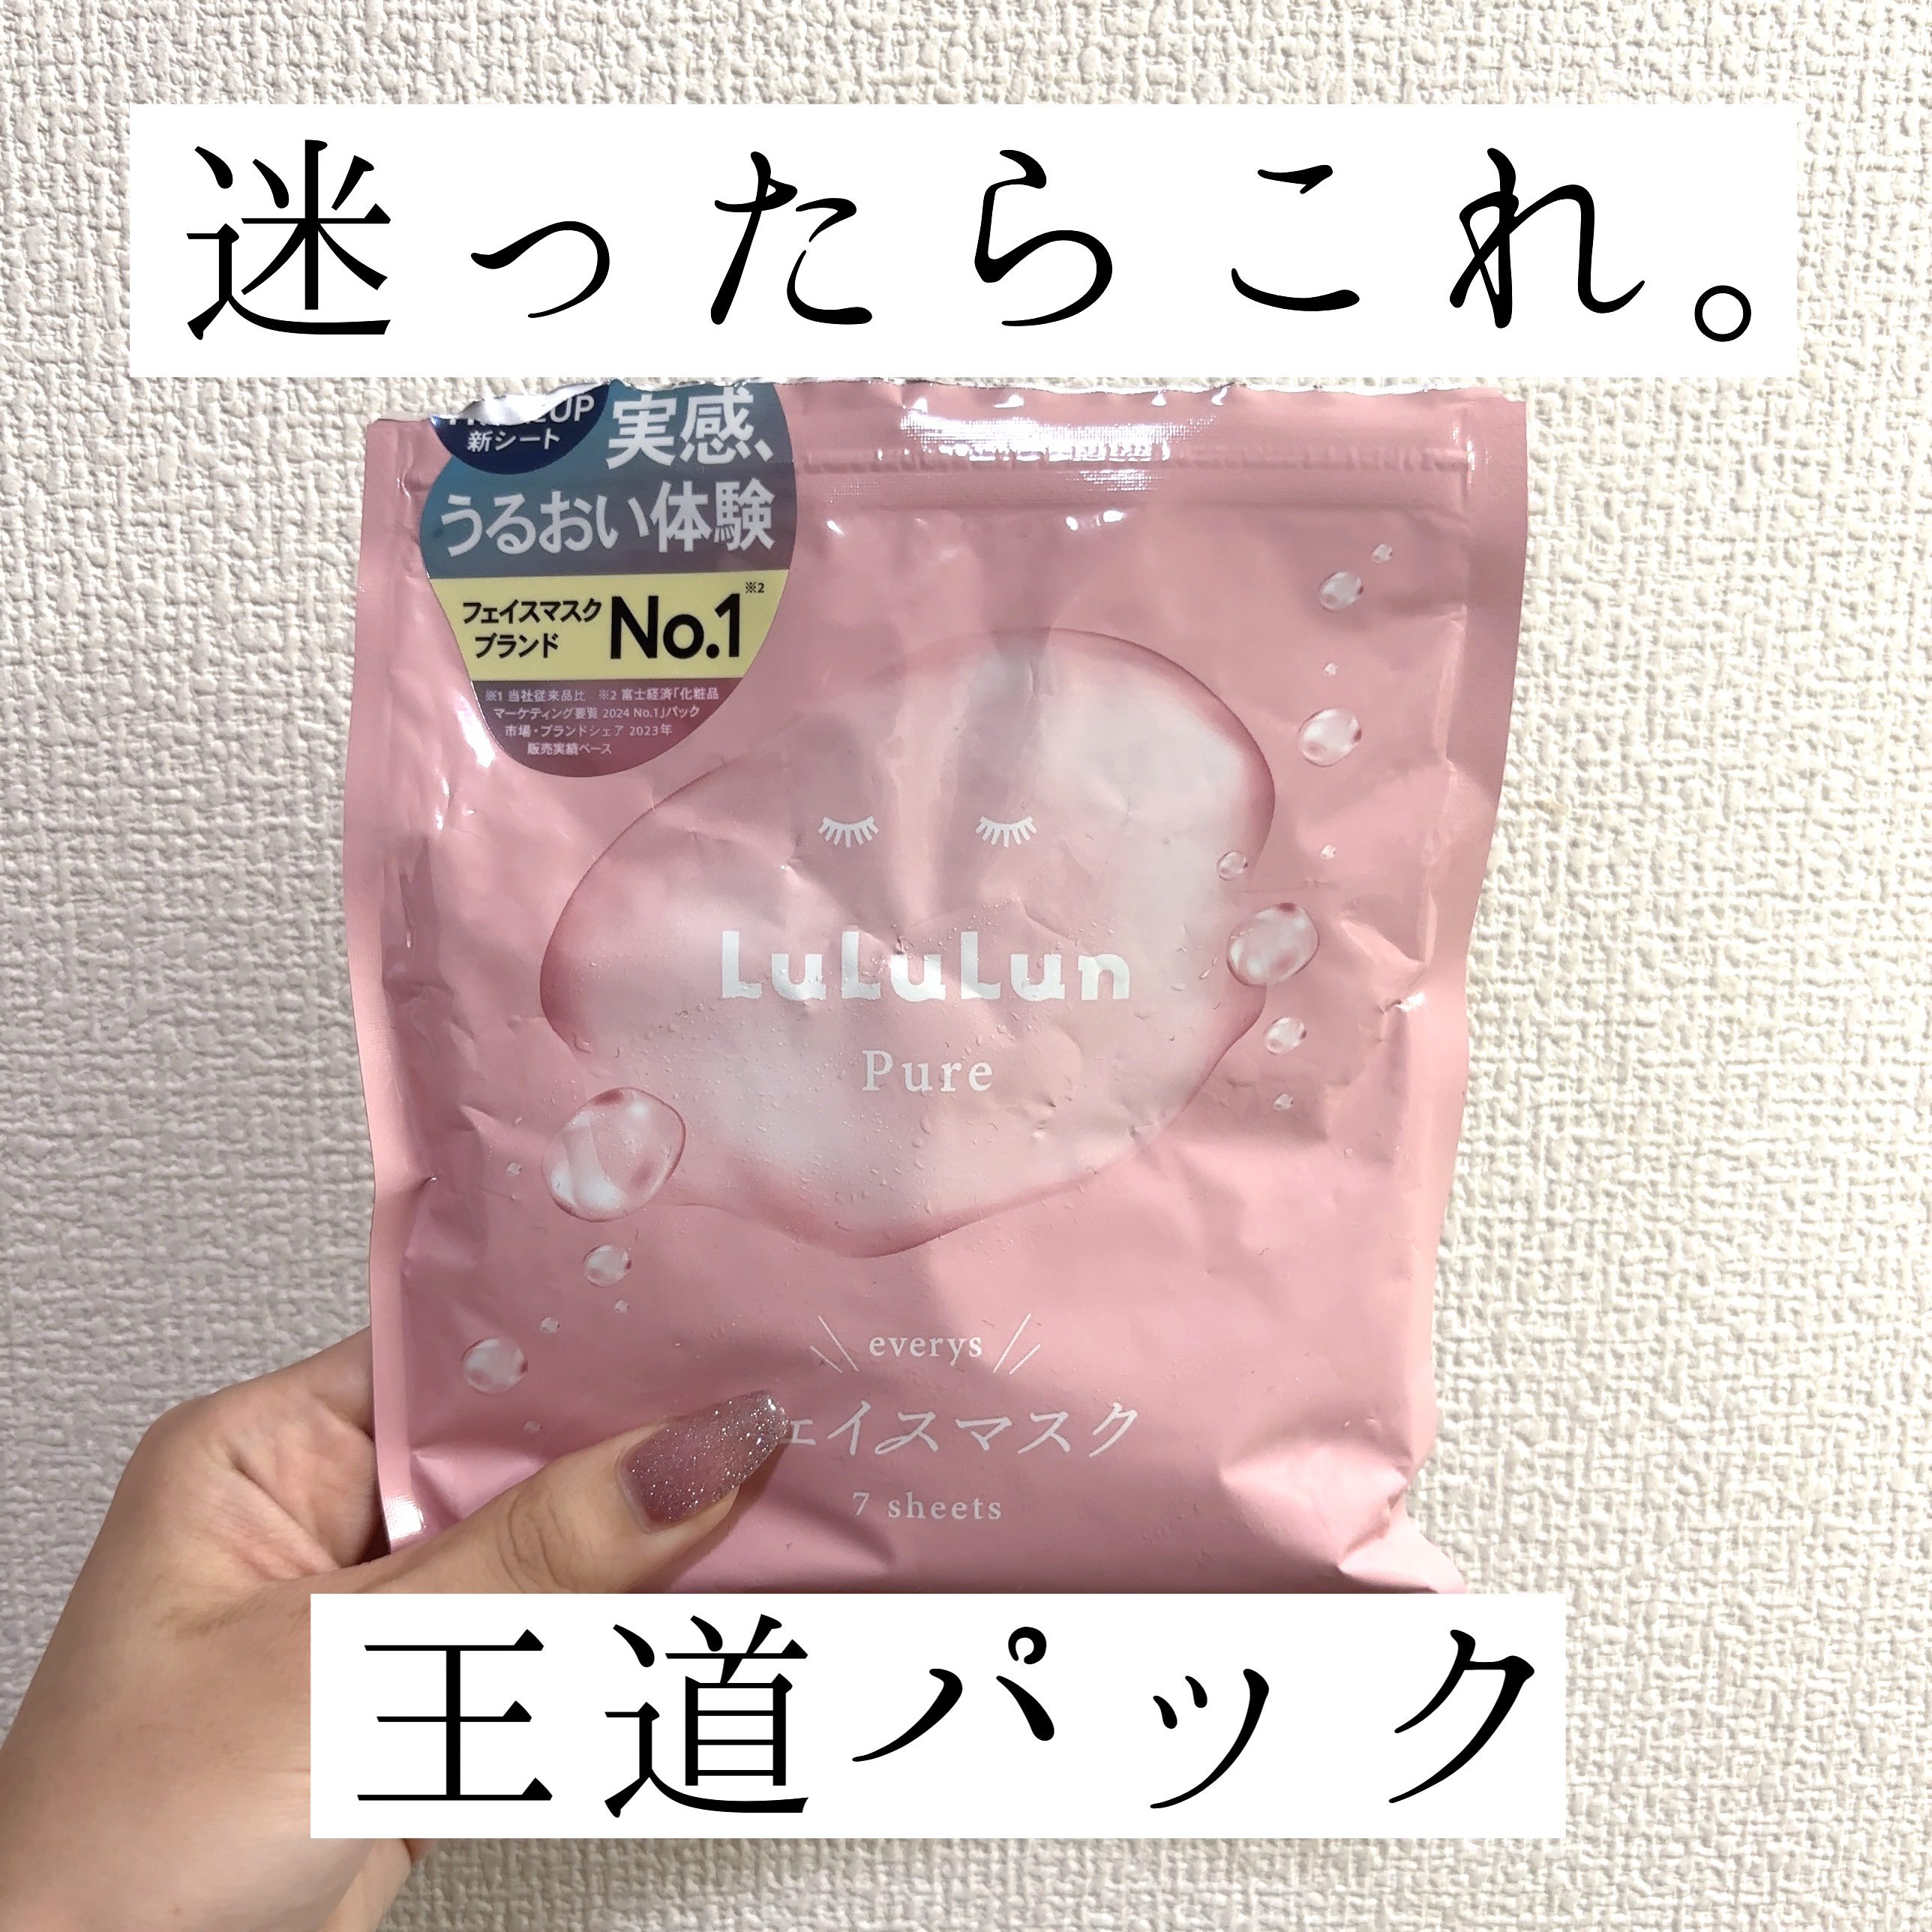 迷ったらこれ。
新シート
実感、
うるおい体験
フェイスマスク
ブランド
No.1※2
※1 当社従来品比 ※2 富士経済「化粧品
マーケティング要覧 2024 No.1」パック
市場・ブランドシェア 2023年
販売実績ベース
LuLuLun
Pure
everys
ェイスマスク
7 sheets
王道パック